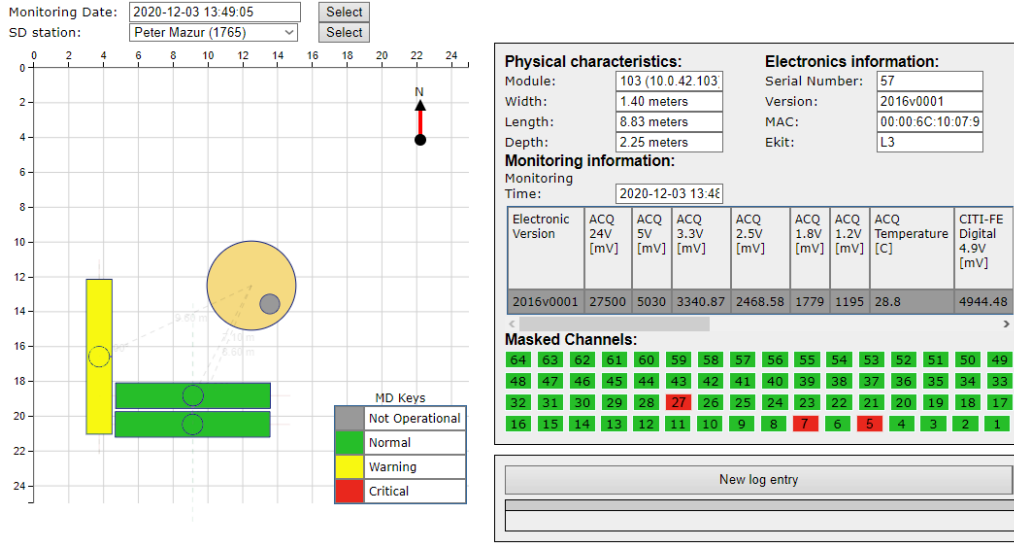 Monitoring Date: 2020-12-03 13:49:05 Select
SD station: Peter Mazur (1765) Select
0 2 4 6 8 10 12 14 16 18 20 22 24
0
2
4
6
8
10
12
14
16
18
20
22
24
N
6.60 m
MD Keys
Not Operational
Normal
Warning
Critical
Physical characteristics:
Module: 103 (10.0.42.103
Width: 1.40 meters
Length: 8.83 meters
Depth: 2.25 meters
Electronics information:
Serial Number: 57
Version: 2016v0001
MAC: 00:00:6C:10:07:9
Ekit: L3
Monitoring information:
Monitoring
Time: 2020-12-03 13:48
Electronic Version ACQ 24V [mV] ACQ 5V [mV] ACQ 3.3V [mV] ACQ 2.5V [mV] ACQ 1.8V [mV] ACQ 1.2V [mV] ACQ Temperature [C] CITI-FE Digital 4.9V [mV]
2016v0001 27500 5030 3340.87 2468.58 1779 1195 28.8 4944.48
Masked Channels:
64 63 62 61 60 59 58 57 56 55 54 53 52 51 50 49
48 47 46 45 44 43 42 41 40 39 38 37 36 35 34 33
32 31 30 29 28 27 26 25 24 23 22 21 20 19 18 17
16 15 14 13 12 11 10 9 8 7 6 5 4 3 2 1
New log entry